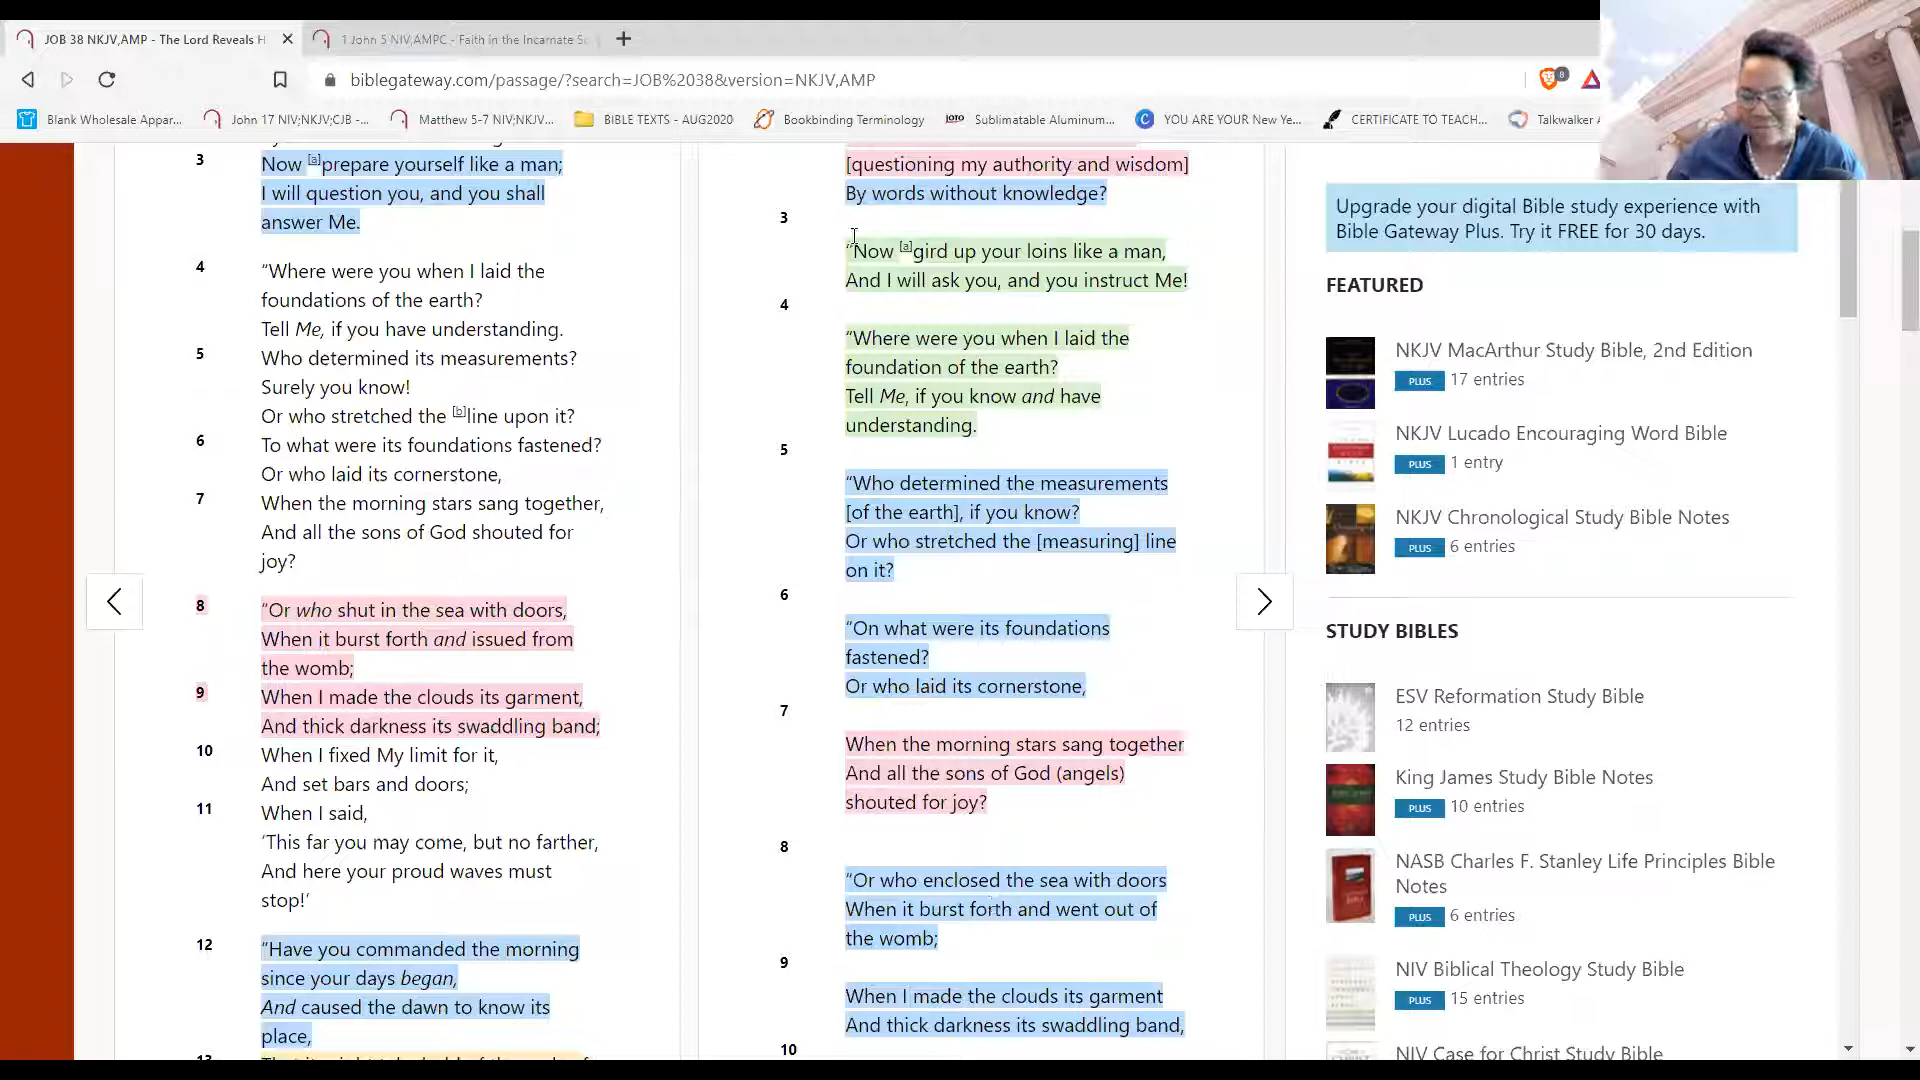 JOB 38 NKJV,AMP - The Lord Reveals H
1 John 5 NIV,AMPC - Faith in the Incarnate S
biblegateway.com/passage/?search=JOB%2038&version=NKJV,AMP
8
Blank Wholesale Appar...
John 17 NIV;NKJV;CJB -...
Matthew 5-7 NIV;NKJV...
BIBLE TEXTS - AUG2020
Bookbinding Terminology
Sublimatable Aluminum...
YOU ARE YOUR New Ye...
CERTIFICATE TO TEACH...
Talkwalker
3 Now [a]prepare yourself like a man;
I will question you, and you shall
answer Me.
4 “Where were you when I laid the
foundations of the earth?
Tell Me, if you have understanding.
5 Who determined its measurements?
Surely you know!
Or who stretched the [b]line upon it?
6 To what were its foundations fastened?
Or who laid its cornerstone,
7 When the morning stars sang together,
And all the sons of God shouted for
joy?
8 “Or who shut in the sea with doors,
When it burst forth and issued from
the womb;
9 When I made the clouds its garment,
And thick darkness its swaddling band;
10 When I fixed My limit for it,
And set bars and doors;
11 When I said,
‘This far you may come, but no farther,
And here your proud waves must
stop!’
12 “Have you commanded the morning
since your days began,
And caused the dawn to know its
place,
[questioning my authority and wisdom]
By words without knowledge?
3
“Now [a]gird up your loins like a man,
And I will ask you, and you instruct Me!
4
“Where were you when I laid the
foundation of the earth?
Tell Me, if you know and have
understanding.
5
“Who determined the measurements
[of the earth], if you know?
Or who stretched the [measuring] line
on it?
6
“On what were its foundations
fastened?
Or who laid its cornerstone,
7
When the morning stars sang together
And all the sons of God (angels)
shouted for joy?
8
“Or who enclosed the sea with doors
When it burst forth and went out of
the womb;
9
When I made the clouds its garment
And thick darkness its swaddling band,
10
Upgrade your digital Bible study experience with
Bible Gateway Plus. Try it FREE for 30 days.
FEATURED
NKJV MacArthur Study Bible, 2nd Edition
PLUS 17 entries
NKJV Lucado Encouraging Word Bible
PLUS 1 entry
NKJV Chronological Study Bible Notes
PLUS 6 entries
STUDY BIBLES
ESV Reformation Study Bible
12 entries
King James Study Bible Notes
PLUS 10 entries
NASB Charles F. Stanley Life Principles Bible
Notes
PLUS 6 entries
NIV Biblical Theology Study Bible
PLUS 15 entries
NIV Case for Christ Study Bible